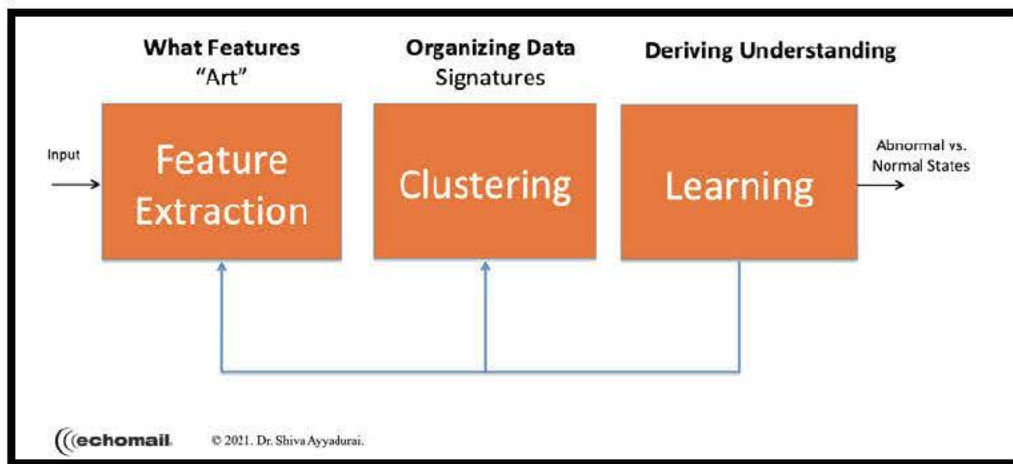 What Features
“Art”
Organizing Data
Signatures
Deriving Understanding
Input
Feature
Extraction
Clustering
Learning
Abnormal vs.
Normal States
echomail
© 2021. Dr. Shiva Ayyadurai.